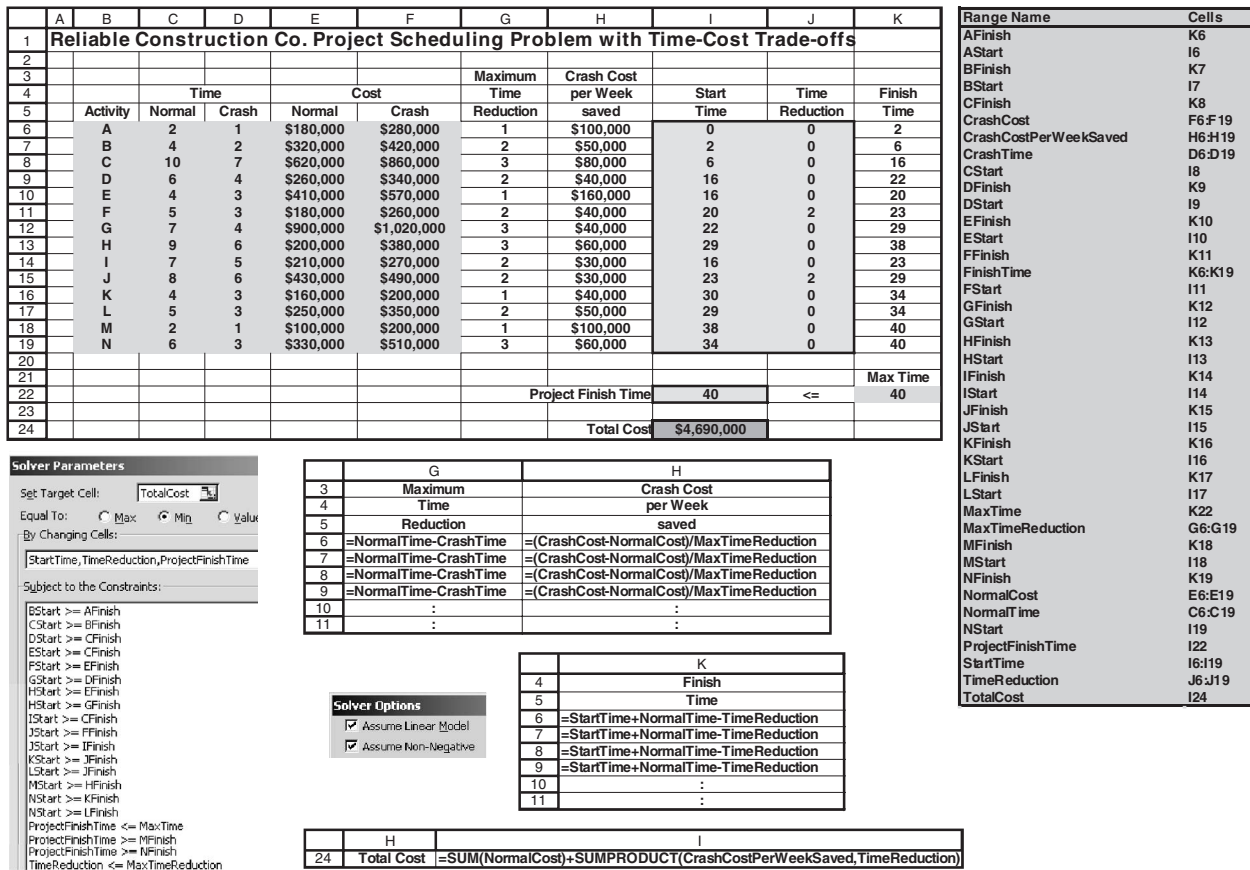 A B C D E F G H I J K
1 Reliable Construction Co. Project Scheduling Problem with Time-Cost Trade-offs
2
3 Maximum Crash Cost
4 Time Cost Time per Week Start Time Finish
5 Activity Normal Crash Normal Crash Reduction saved Time Reduction Time
6 A 2 1 $180,000 $280,000 1 $100,000 0 0 2
7 B 4 2 $320,000 $420,000 2 $50,000 2 0 6
8 C 10 7 $620,000 $860,000 3 $80,000 6 0 16
9 D 6 4 $260,000 $340,000 2 $40,000 16 0 22
10 E 4 3 $410,000 $570,000 1 $160,000 16 0 20
11 F 5 3 $180,000 $260,000 2 $40,000 20 2 23
12 G 7 4 $900,000 $1,020,000 3 $40,000 22 0 29
13 H 9 6 $200,000 $380,000 3 $60,000 29 0 38
14 I 7 5 $210,000 $270,000 2 $30,000 16 0 23
15 J 8 6 $430,000 $490,000 2 $30,000 23 2 29
16 K 4 3 $160,000 $200,000 1 $40,000 30 0 34
17 L 5 3 $250,000 $350,000 2 $50,000 29 0 34
18 M 2 1 $100,000 $200,000 1 $100,000 38 0 40
19 N 6 3 $330,000 $510,000 3 $60,000 34 0 40
20
21 Max Time
22 Project Finish Time 40 <= 40
23
24 Total Cost $4,690,000
Range Name Cells
AFinish K6
AStart I6
BFinish K7
BStart I7
CFinish K8
CrashCost F6:F19
CrashCostPerWeekSaved H6:H19
CrashTime D6:D19
CStart I8
DFinish K9
DStart I9
EFinish K10
EStart I10
FFinish K11
FinishTime K6:K19
FStart I11
GFinish K12
GStart I12
HFinish K13
HStart I13
IFinish K14
IStart I14
JFinish K15
JStart I15
KFinish K16
KStart I16
LFinish K17
LStart I17
MaxTime K22
MaxTimeReduction G6:G19
MFinish K18
MStart I18
NFinish K19
NormalCost E6:E19
NormalTime C6:C19
NStart I19
ProjectFinishTime I22
StartTime I6:I19
TimeReduction J6:J19
TotalCost I24
Solver Parameters
Set Target Cell: TotalCost
Equal To: Max Min Value
By Changing Cells:
StartTime,TimeReduction,ProjectFinishTime
Subject to the Constraints:
BStart >= AFinish
CStart >= BFinish
DStart >= CFinish
EStart >= CFinish
FStart >= EFinish
GStart >= DFinish
HStart >= EFinish
HStart >= GFinish
IStart >= CFinish
JStart >= FFinish
JStart >= IFinish
KStart >= JFinish
LStart >= JFinish
MStart >= HFinish
NStart >= KFinish
NStart >= LFinish
ProjectFinishTime <= MaxTime
ProjectFinishTime >= MFinish
ProjectFinishTime >= NFinish
TimeReduction <= MaxTimeReduction
G H
3 Maximum Crash Cost
4 Time per Week
5 Reduction saved
6 =NormalTime-CrashTime =(CrashCost-NormalCost)/MaxTimeReduction
7 =NormalTime-CrashTime =(CrashCost-NormalCost)/MaxTimeReduction
8 =NormalTime-CrashTime =(CrashCost-NormalCost)/MaxTimeReduction
9 =NormalTime-CrashTime =(CrashCost-NormalCost)/MaxTimeReduction
10 : :
11 : :
Solver Options
Assume Linear Model
Assume Non-Negative
K
4 Finish
5 Time
6 =StartTime+NormalTime-TimeReduction
7 =StartTime+NormalTime-TimeReduction
8 =StartTime+NormalTime-TimeReduction
9 =StartTime+NormalTime-TimeReduction
10 :
11 :
H I
24 Total Cost =SUM(NormalCost)+SUMPRODUCT(CrashCostPerWeekSaved,TimeReduction)